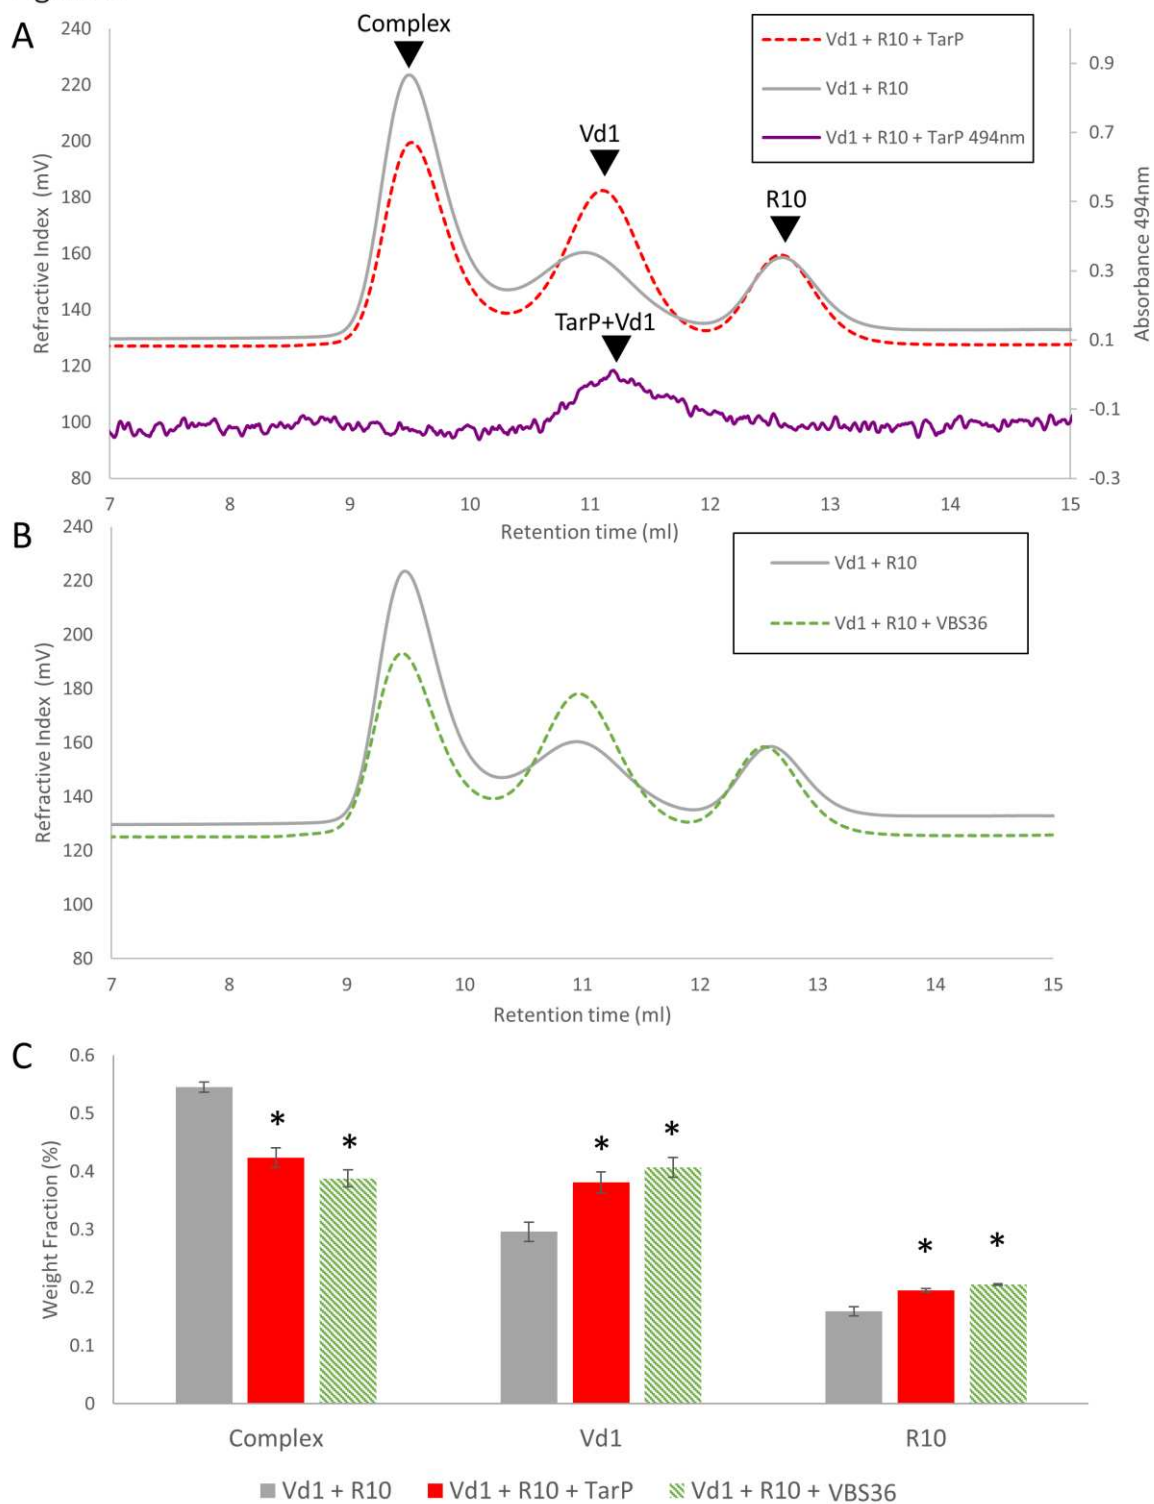 A
Complex
Vd1
R10
TarP+Vd1
Vd1 + R10 + TarP
Vd1 + R10
Vd1 + R10 + TarP 494nm
Refractive Index (mV)
240
220
200
180
160
140
120
100
80
0.9
0.7
0.5
0.3
0.1
-0.1
-0.3
Absorbance 494nm
7 8 9 10 11 12 13 14 15
Retention time (ml)
B
Vd1 + R10
Vd1 + R10 + VBS36
Refractive Index (mV)
240
220
200
180
160
140
120
100
80
7 8 9 10 11 12 13 14 15
Retention time (ml)
C
Weight Fraction (%)
0.6
0.5
0.4
0.3
0.2
0.1
0
* *
* *
* *
Complex Vd1 R10
Vd1 + R10 Vd1 + R10 + TarP Vd1 + R10 + VBS36